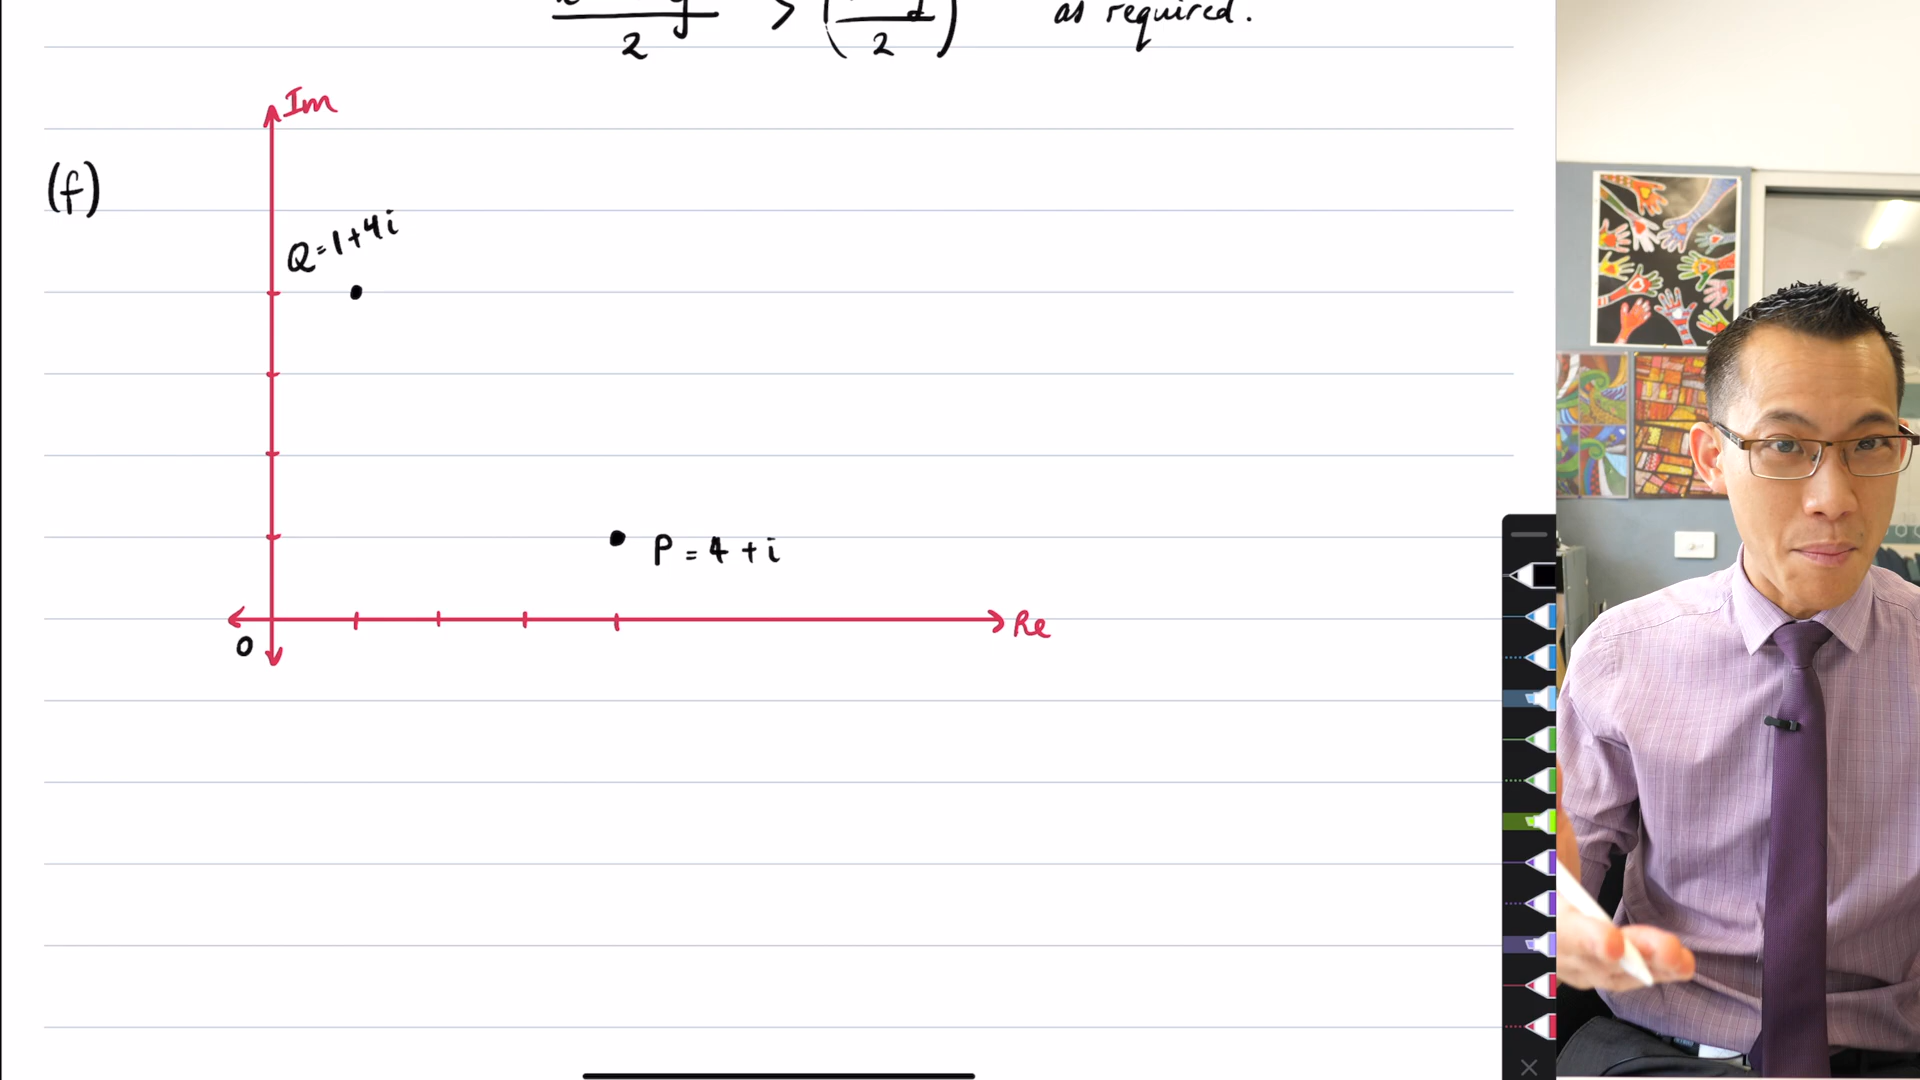 2 > ( 2 ) as required.
Im
(f)
Q=1+4i
P = 4 + i
Re
0